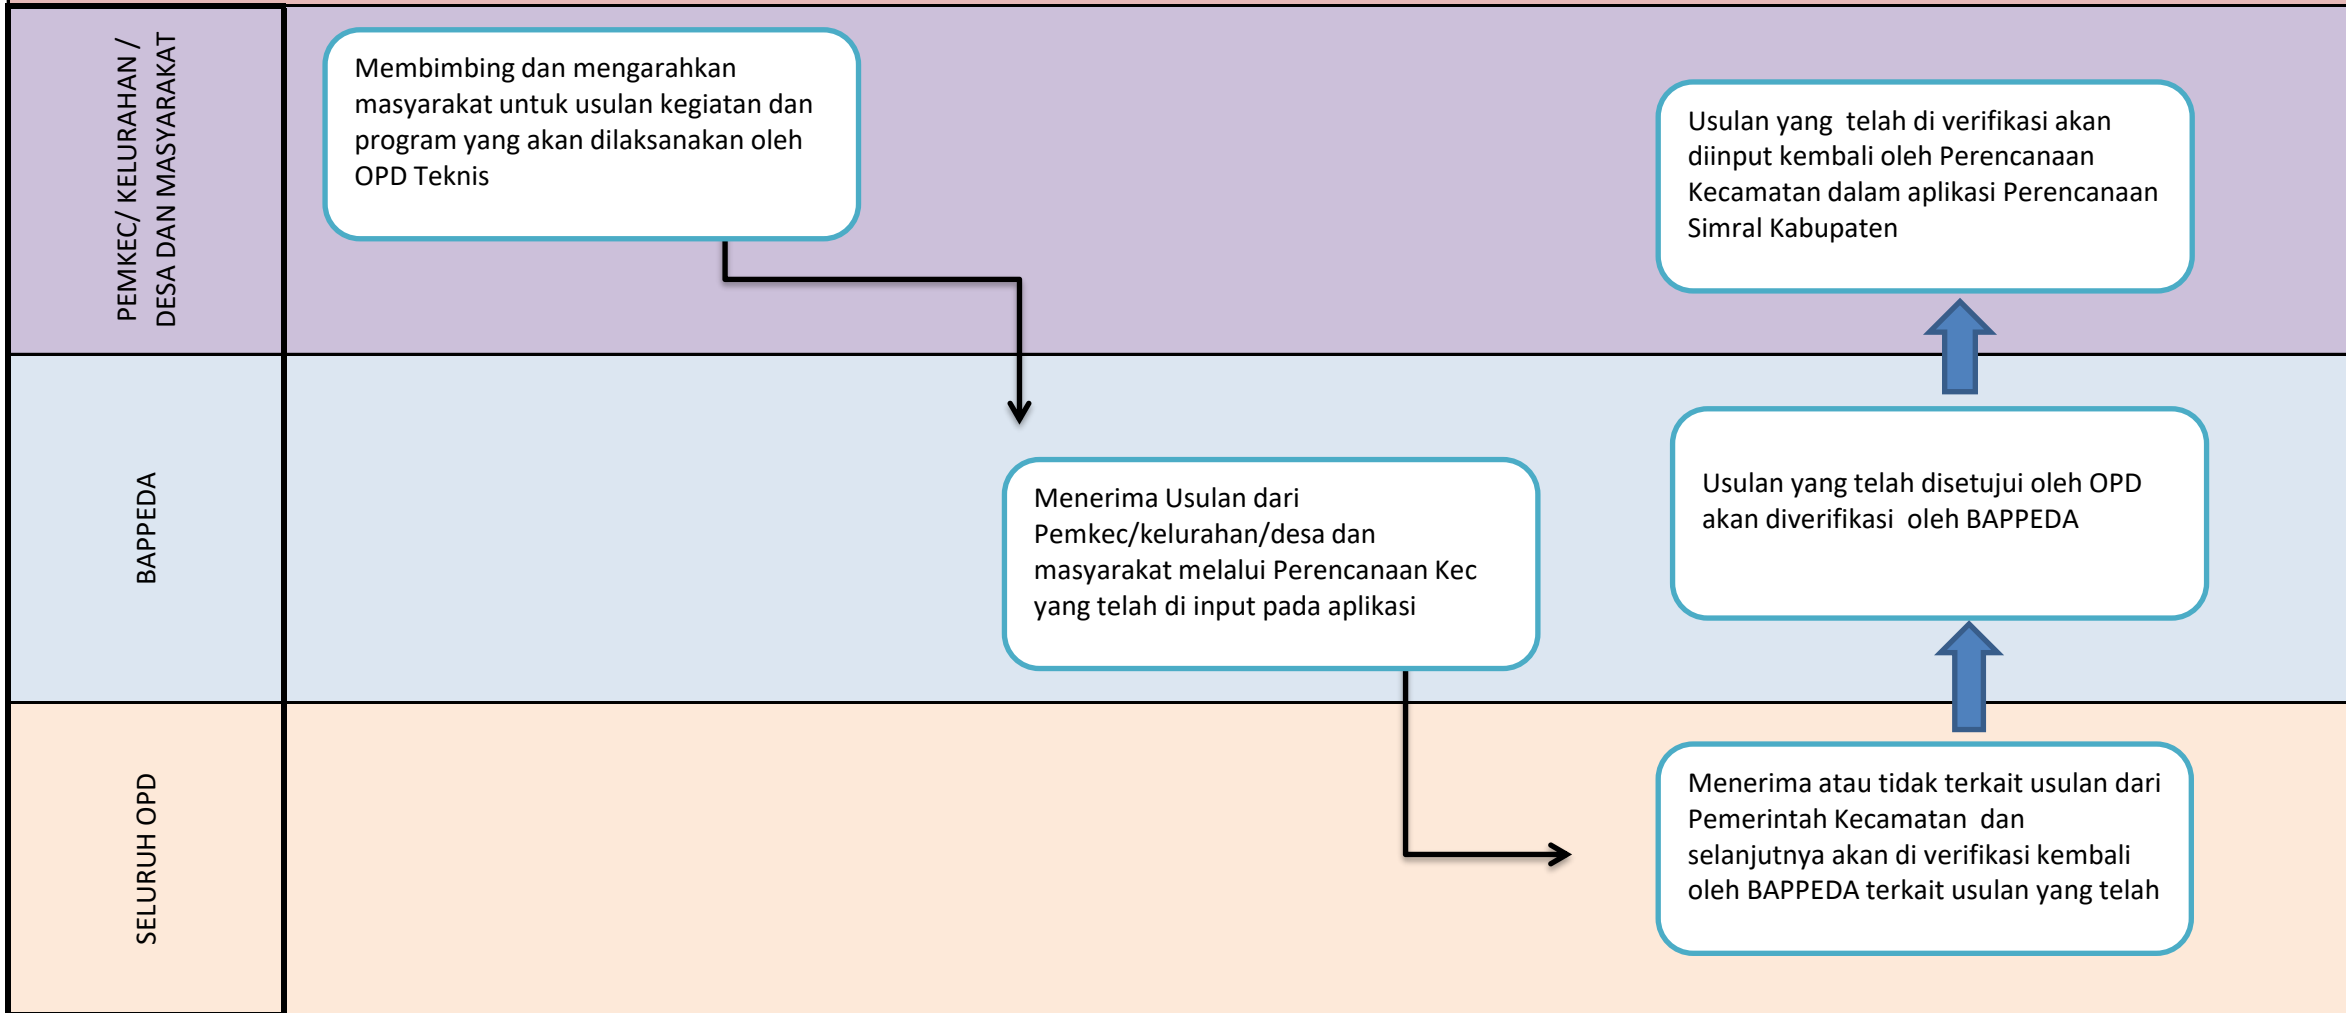 PEMKEC/ KELURAHAN /
DESA DAN MASYARAKAT
Membimbing dan mengarahkan
masyarakat untuk usulan kegiatan dan
program yang akan dilaksanakan oleh
OPD Teknis
Usulan yang  telah di verifikasi akan
diinput kembali oleh Perencanaan
Kecamatan dalam aplikasi Perencanaan
Simral Kabupaten
BAPPEDA
Menerima Usulan dari
Pemkec/kelurahan/desa dan
masyarakat melalui Perencanaan Kec
yang telah di input pada aplikasi
Usulan yang telah disetujui oleh OPD
akan diverifikasi  oleh BAPPEDA
SELURUH OPD
Menerima atau tidak terkait usulan dari
Pemerintah Kecamatan  dan
selanjutnya akan di verifikasi kembali
oleh BAPPEDA terkait usulan yang telah